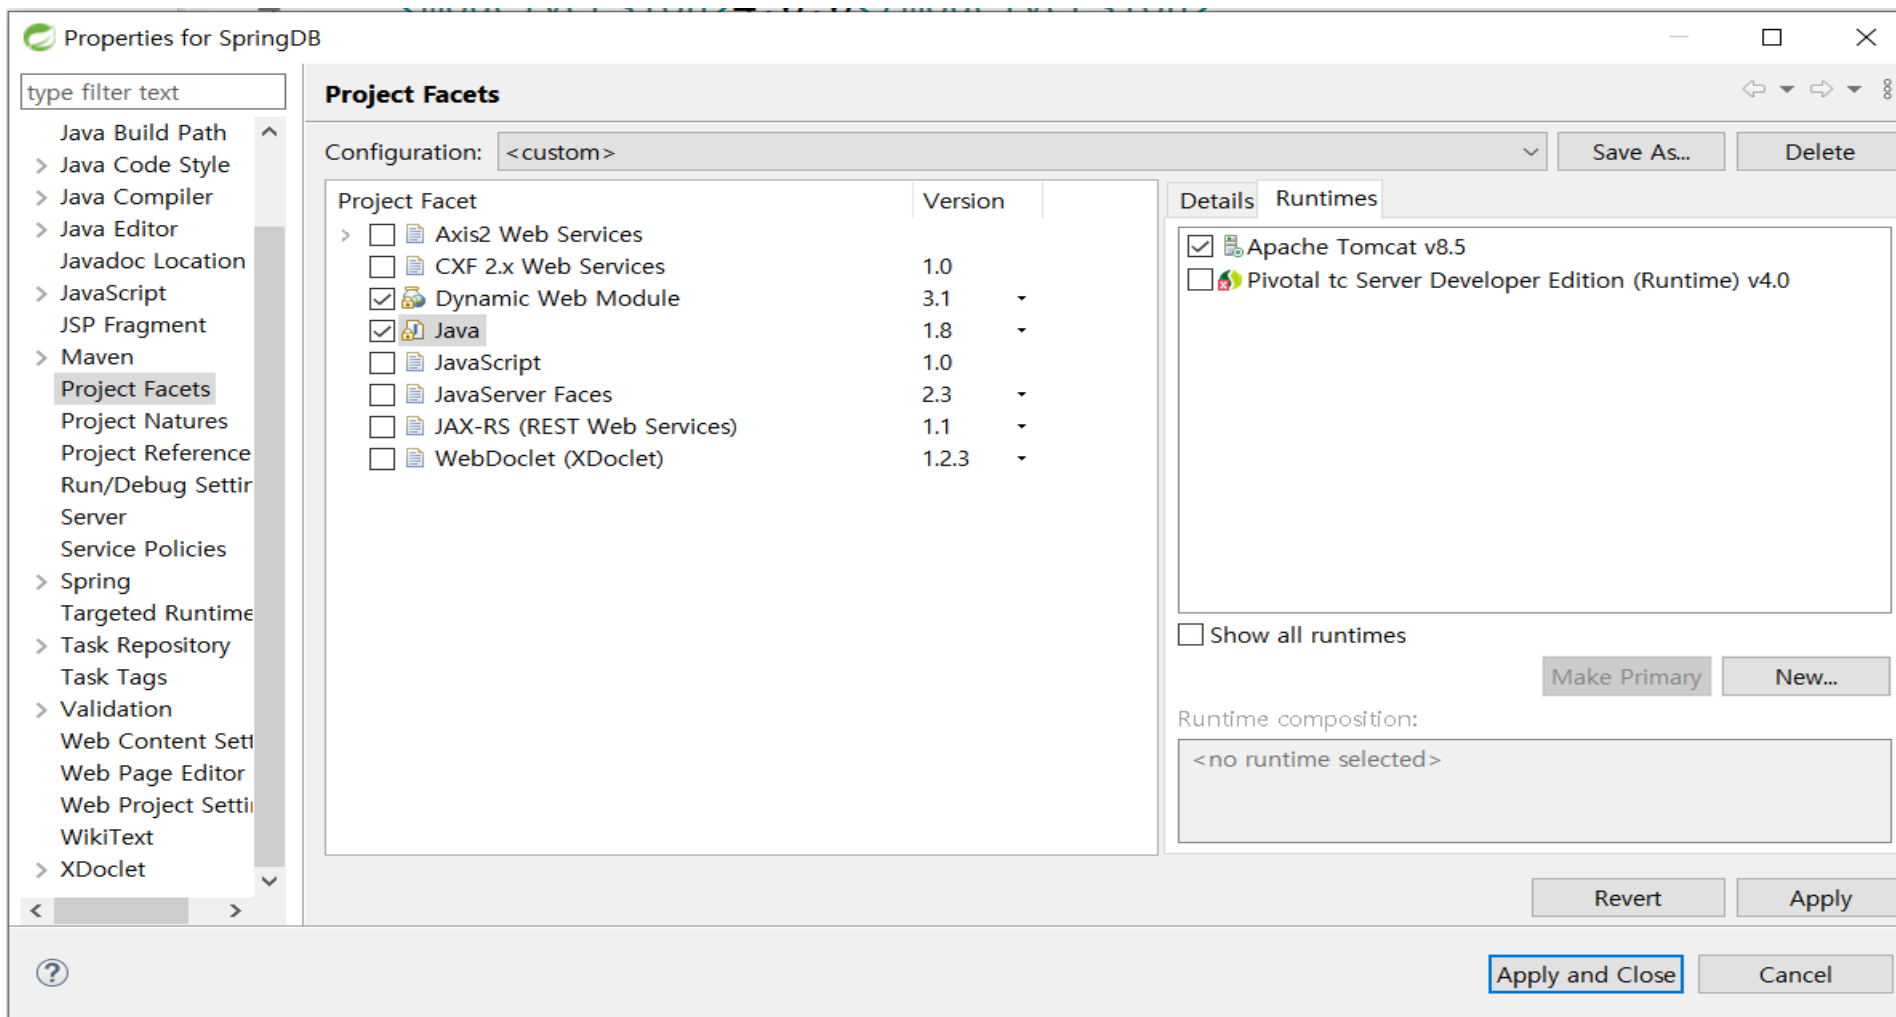 Properties for SpringDB
type filter text
Java Build Path
Java Code Style
Java Compiler
Java Editor
Javadoc Location
JavaScript
JSP Fragment
Maven
Project Facets
Project Natures
Project Reference
Run/Debug Settir
Server
Service Policies
Spring
Targeted Runtime
Task Repository
Task Tags
Validation
Web Content Sett
Web Page Editor
Web Project Settin
WikiText
XDoclet
Project Facets
Configuration:
<custom>
Save As...
Delete
Project Facet Version
Axis2 Web Services
CXF 2.x Web Services 1.0
Dynamic Web Module 3.1
Java 1.8
JavaScript 1.0
JavaServer Faces 2.3
JAX-RS (REST Web Services) 1.1
WebDoclet (XDoclet) 1.2.3
Details Runtimes
Apache Tomcat v8.5
Pivotal tc Server Developer Edition (Runtime) v4.0
Show all runtimes
Make Primary
New...
Runtime composition:
<no runtime selected>
Revert
Apply
Apply and Close
Cancel